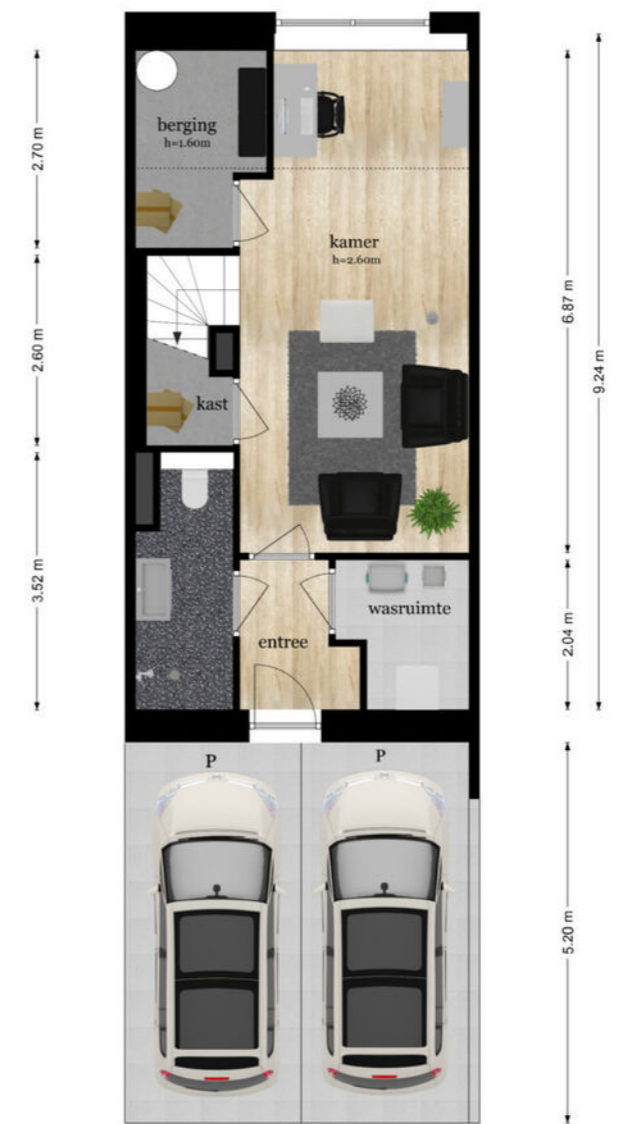 berging
h=1.60m
kamer
h=2.60m
kast
wasruimte
entree
P
P
2.70 m
2.60 m
3.52 m
6.87 m
9.24 m
2.04 m
5.20 m